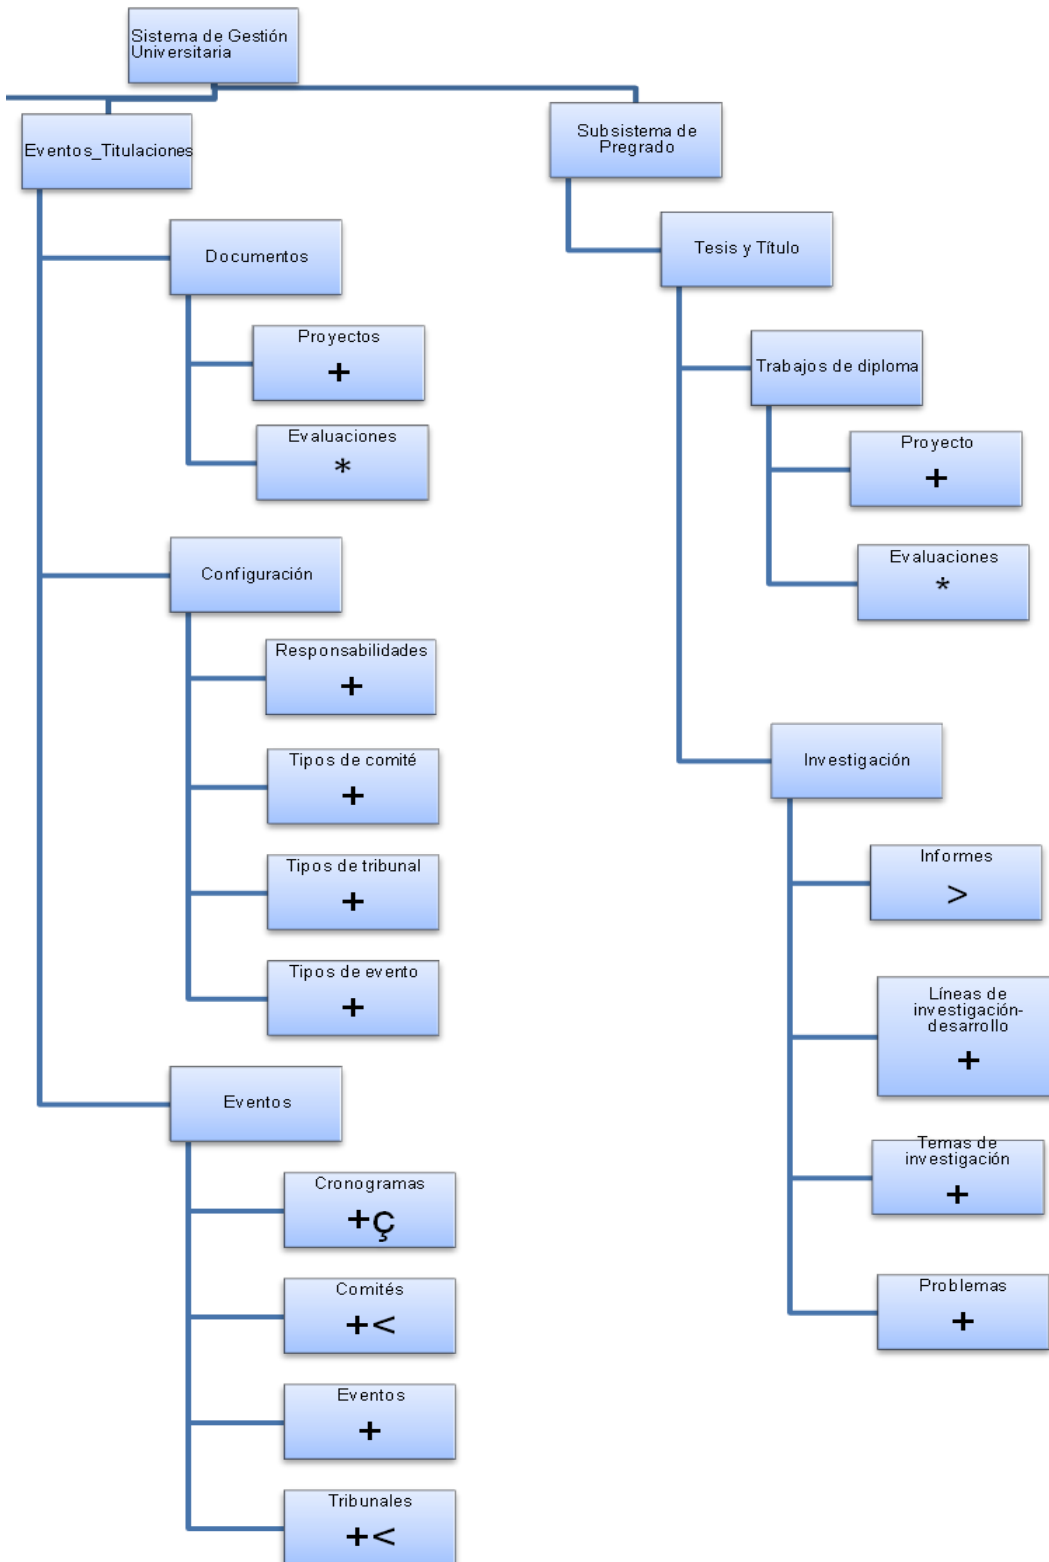 Sistema de Gestión
Universitaria
Eventos_Titulaciones
Documentos
Proyectos
+
Evaluaciones
*
Configuración
Responsabilidades
+
Tipos de comité
+
Tipos de tribunal
+
Tipos de evento
+
Eventos
Cronogramas
+ç
Comités
+<
Eventos
+
Tribunales
+<
Subsistema de
Pregrado
Tesis y Título
Trabajos de diploma
Proyecto
+
Evaluaciones
*
Investigación
Informes
>
Líneas de
investigación-
desarrollo
+
Temas de
investigación
+
Problemas
+